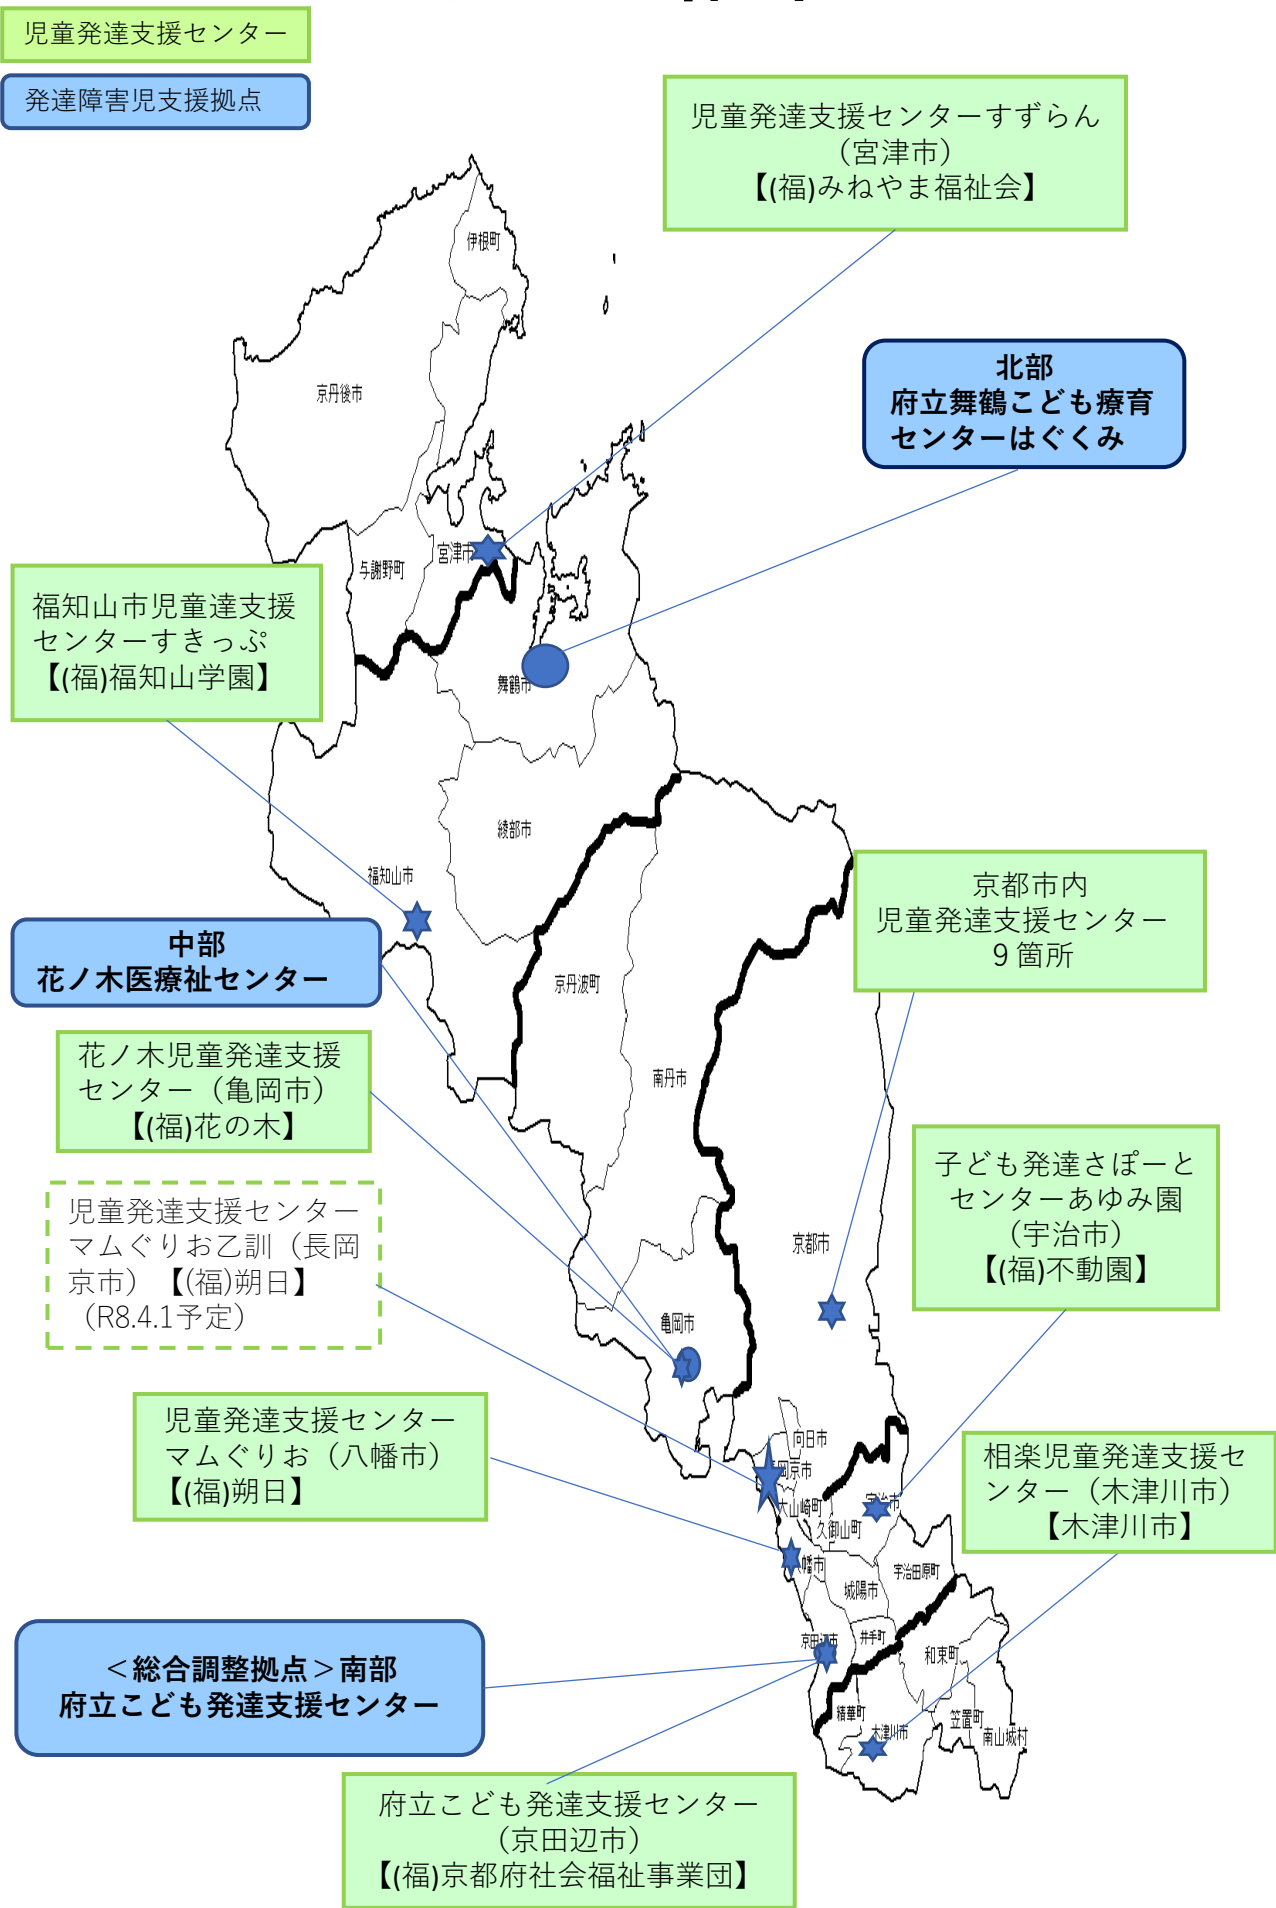 児童発達支援センター
発達障害児支援拠点
児童発達支援センターすずらん
（宮津市）
【(福)みねやま福祉会】
伊根町
北部
府立舞鶴こども療育
センターはぐくみ
京丹後市
宮津市
与謝野町
福知山市児童達支援
センターすきっぷ
【(福)福知山学園】
舞鶴市
綾部市
福知山市
京都市内
児童発達支援センター
９箇所
中部
花ノ木医療祉センター
京丹波町
花ノ木児童発達支援
センター（亀岡市）
【(福)花の木】
南丹市
子ども発達さぽーと
センターあゆみ園
（宇治市）
【(福)不動園】
児童発達支援センター
マムぐりお乙訓（長岡
京市）【(福)朔日】
（R8.4.1予定）
京都市
亀岡市
児童発達支援センター
マムぐりお（八幡市）
【(福)朔日】
向日市
岡京市
大山崎町
宇治市
久御山町
相楽児童発達支援セ
ンター（木津川市）
【木津川市】
幡市
宇治田原町
城陽市
京田辺市
井手町
和束町
＜総合調整拠点＞南部
府立こども発達支援センター
精華町
笠置町
木津川市
南山城村
府立こども発達支援センター
（京田辺市）
【(福)京都府社会福祉事業団】